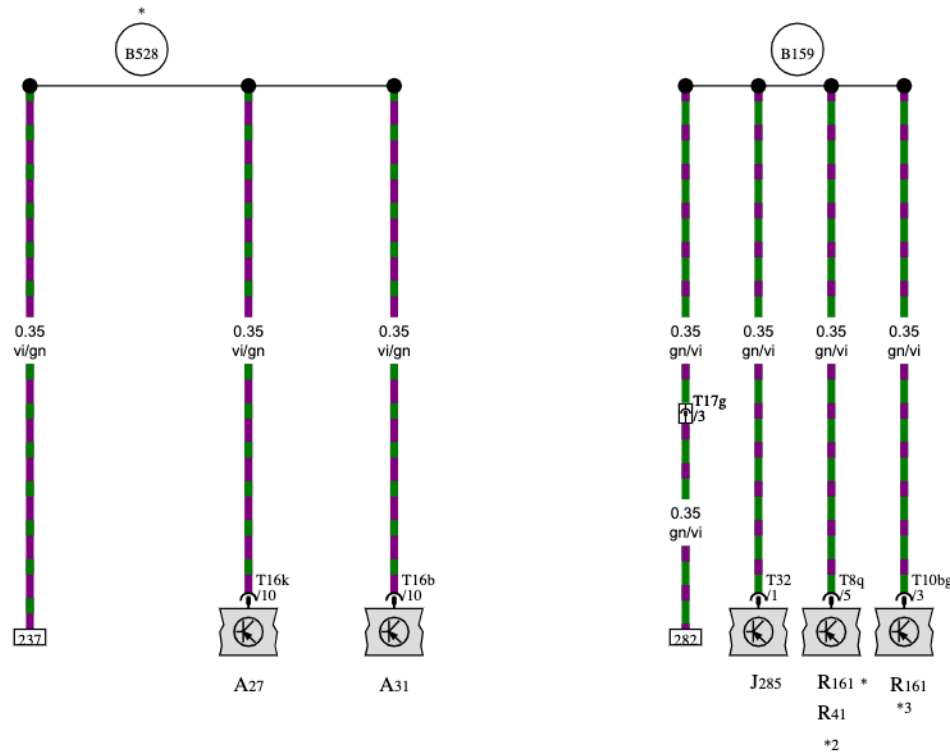 *
B528
B159
0.35
vi/gn
0.35
vi/gn
0.35
vi/gn
0.35
gn/vi
0.35
gn/vi
0.35
gn/vi
0.35
gn/vi
T17g
/3
0.35
gn/vi
T16k
/10
T16b
/10
T32
/1
T8q
/5
T10bg
/3
237
282
A27
A31
J285
R161 *
R41
*2
R161
*3